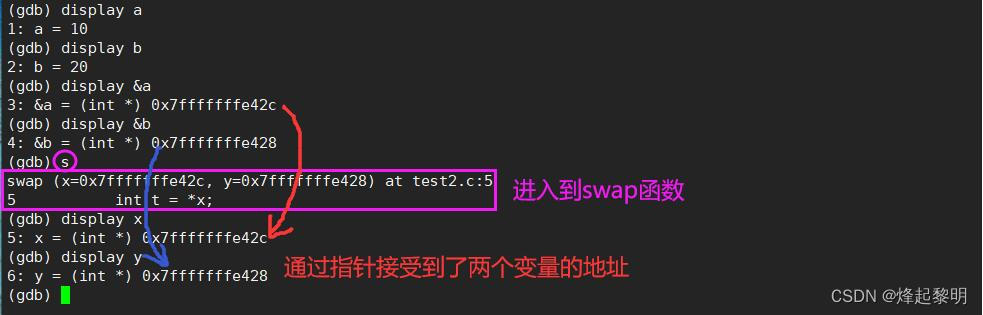 (gdb) display a
1: a = 10
(gdb) display b
2: b = 20
(gdb) display &a
3: &a = (int *) 0x7fffffffe42c
(gdb) display &b
4: &b = (int *) 0x7fffffffe428
(gdb) s
swap (x=0x7fffffffe42c, y=0x7fffffffe428) at test2.c:5
5 int t = *x;
进入到swap函数
(gdb) display x
5: x = (int *) 0x7fffffffe42c
(gdb) display y
6: y = (int *) 0x7fffffffe428
通过指针接受到了两个变量的地址
(gdb)
CSDN @烽起黎明